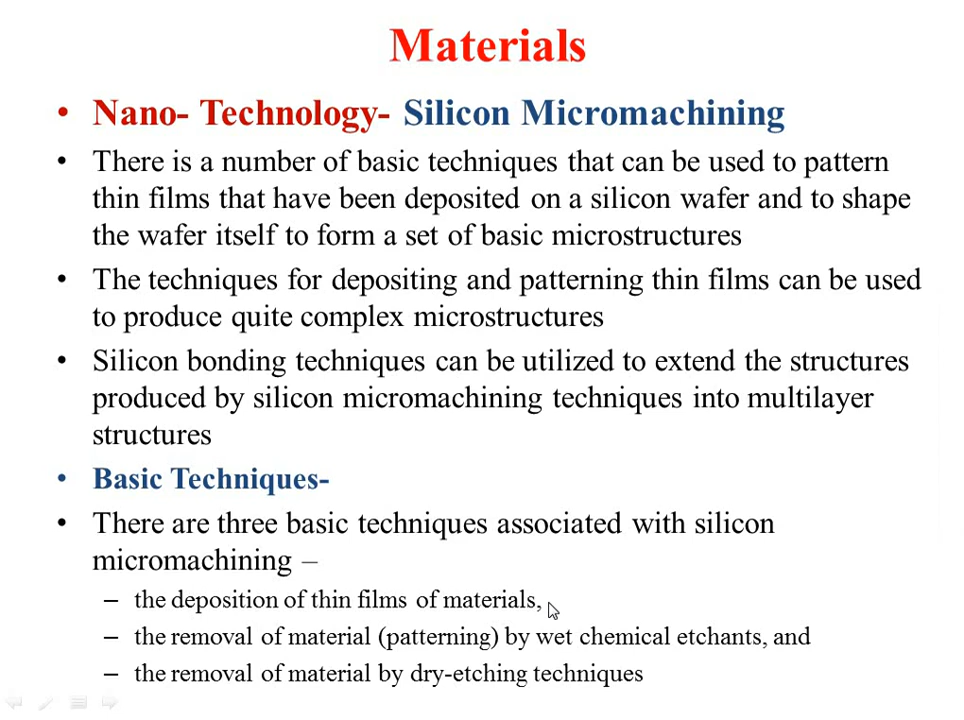 Materials
• Nano- Technology- Silicon Micromachining
• There is a number of basic techniques that can be used to pattern
thin films that have been deposited on a silicon wafer and to shape
the wafer itself to form a set of basic microstructures
• The techniques for depositing and patterning thin films can be used
to produce quite complex microstructures
• Silicon bonding techniques can be utilized to extend the structures
produced by silicon micromachining techniques into multilayer
structures
• Basic Techniques-
• There are three basic techniques associated with silicon
micromachining –
– the deposition of thin films of materials,
– the removal of material (patterning) by wet chemical etchants, and
– the removal of material by dry-etching techniques